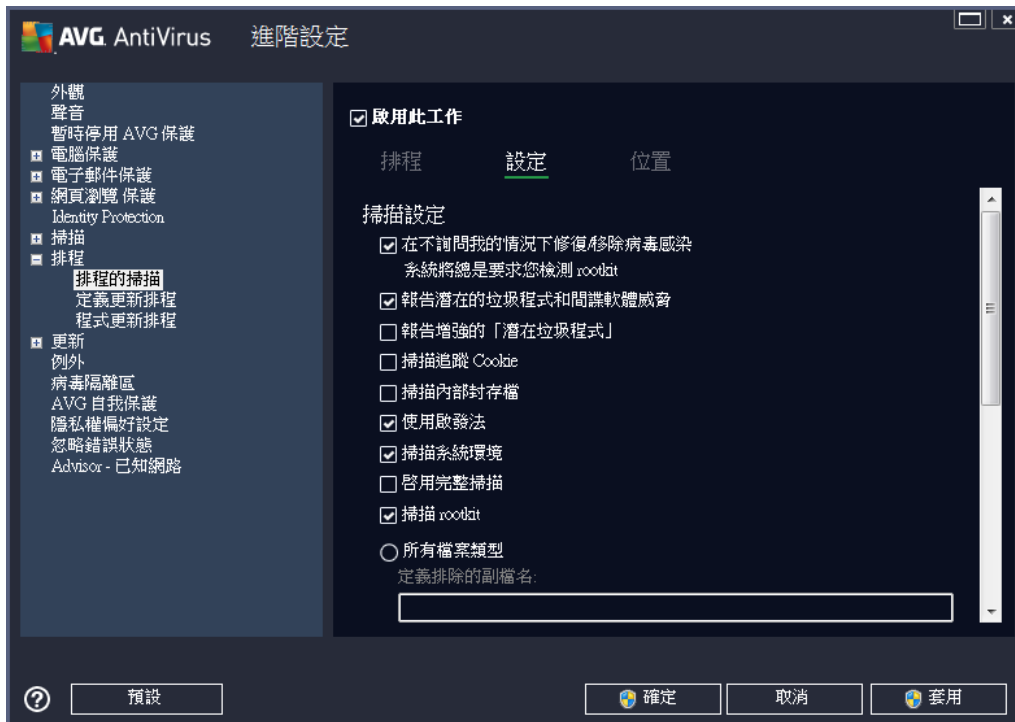 AVG AntiVirus 進階設定
外觀
聲音
暫時停用 AVG 保護
電腦保護
電子郵件保護
網頁瀏覽 保護
Identity Protection
掃描
排程
排程的掃描
定義更新排程
程式更新排程
更新
例外
病毒隔離區
AVG 自我保護
隱私權偏好設定
忽略錯誤狀態
Advisor - 已知網路
啟用此工作
排程 設定 位置
掃描設定
在不詢問我的情況下修復/移除病毒感染
系統將總是要求您檢測 rootkit
報告潛在的垃圾程式和間諜軟體威脅
報告增強的「潛在垃圾程式」
掃描追蹤 Cookie
掃描內部封存檔
使用啟發法
掃描系統環境
啓用完整掃描
掃描 rootkit
所有檔案類型
定義排除的副檔名:
預設 確定 取消 套用